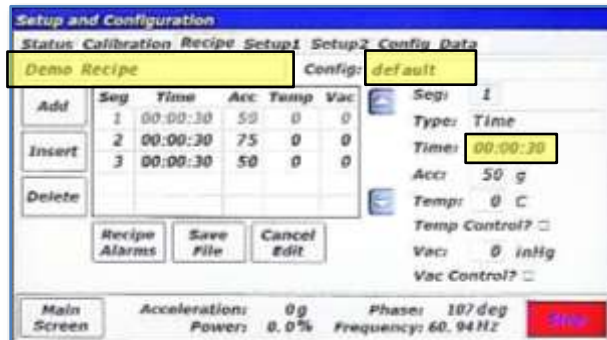 Setup and Configuration
Status Calibration Recipe Setup1 Setup2 Config Data
Demo Recipe Config: default
Add Seg Time Acc Temp Vac Seg: 1
1 00:00:30 50 0 0 Type: Time
Insert 2 00:00:30 75 0 0 Time: 00:00:30
3 00:00:30 50 0 0 Acc: 50 g
Delete Temp: 0 C
Recipe Alarms Save File Cancel Edit Temp Control?
Vac: 0 inHg
Vac Control?
Main Screen Acceleration: 0 g Phase: 107 deg
Power: 0.0% Frequency: 60.94 HZ Stop